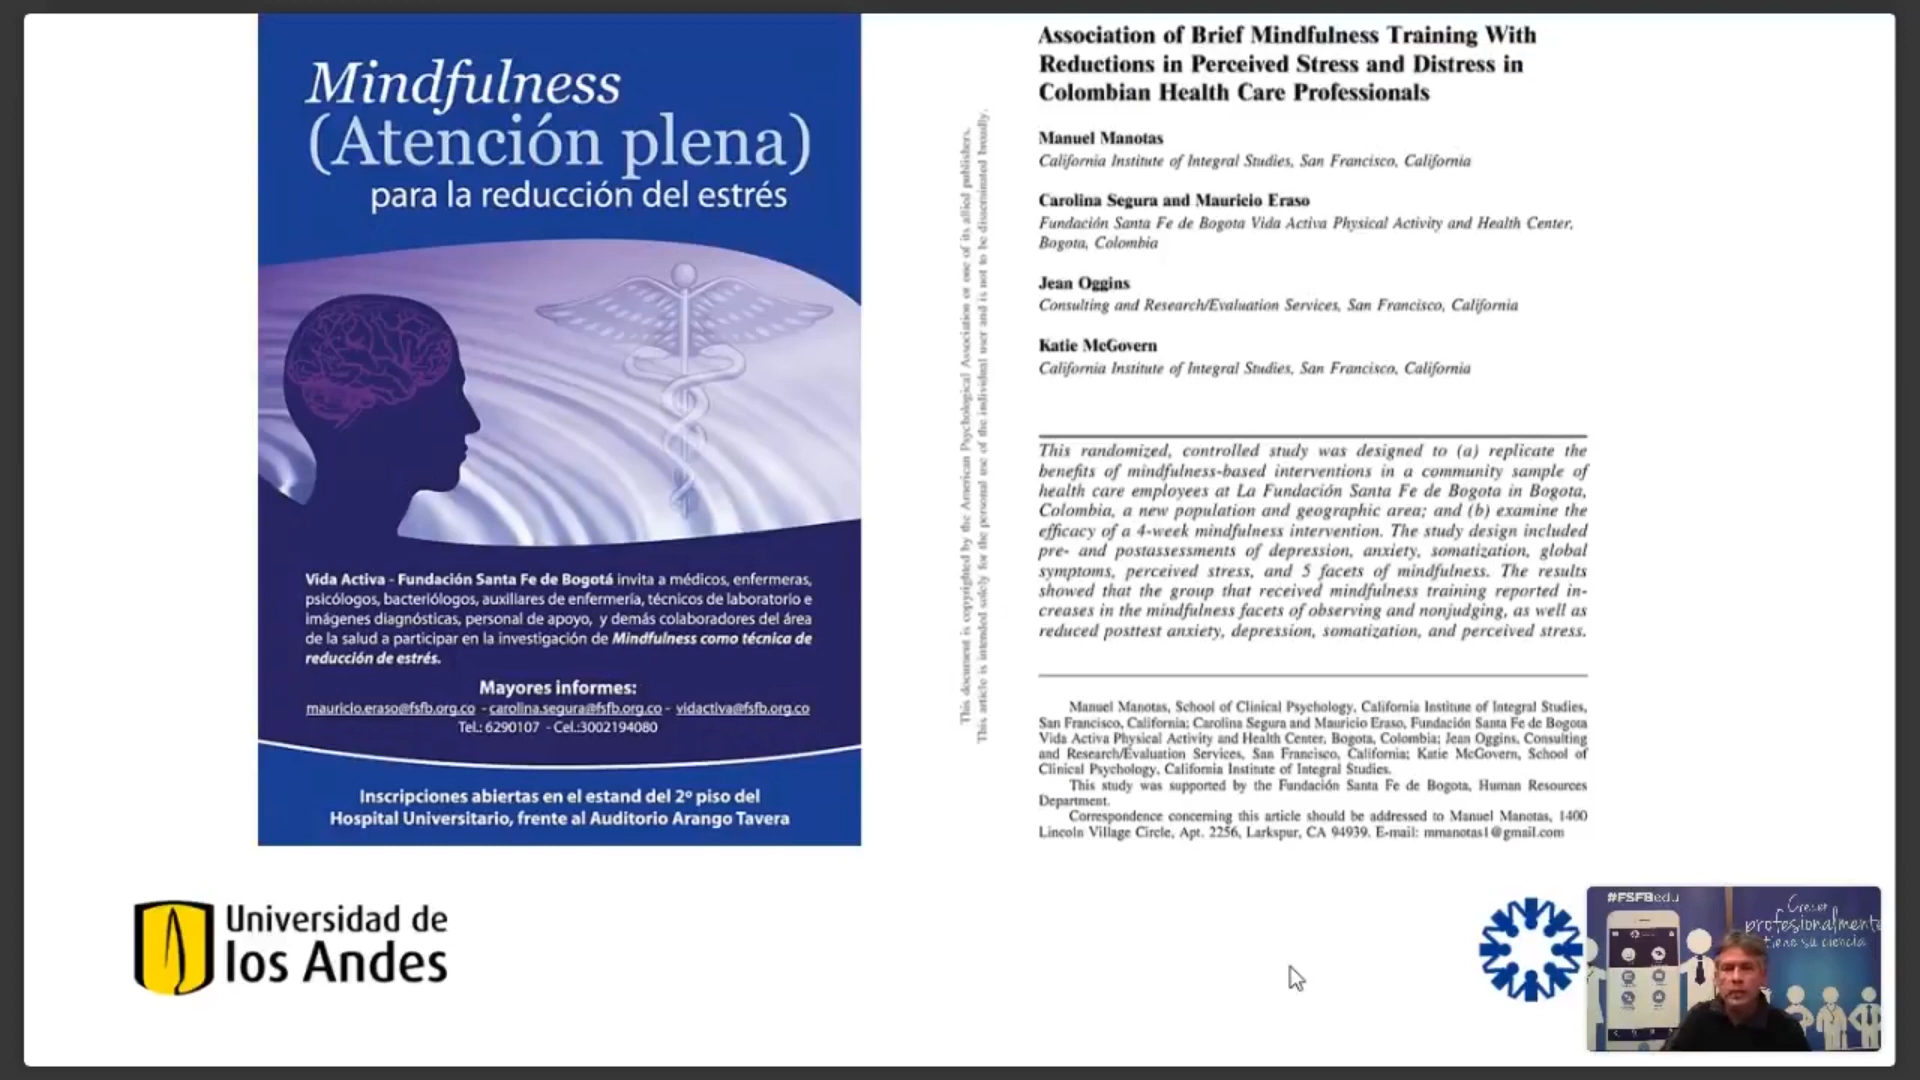 Mindfulness
(Atención plena)
para la reducción del estrés
Vida Activa - Fundación Santa Fe de Bogotá invita a médicos, enfermeras,
psicólogos, bacteriólogos, auxiliares de enfermería, técnicos de laboratorio e
imágenes diagnósticas, personal de apoyo, y demás colaboradores del área
de la salud a participar en la investigación de Mindfulness como técnica de
reducción de estrés.
Mayores informes:
mauricio.eraso@fsfb.org.co - carolina.segura@fsfb.org.co - vidactiva@fsfb.org.co
Tel.: 6290107 - Cel.:3002194080
Inscripciones abiertas en el estand del 2º piso del
Hospital Universitario, frente al Auditorio Arango Tavera
This document is copyrighted by the American Psychological Association or one of its allied publishers.
This article is intended solely for the personal use of the individual user and is not to be disseminated broadly.
Association of Brief Mindfulness Training With
Reductions in Perceived Stress and Distress in
Colombian Health Care Professionals
Manuel Manotas
California Institute of Integral Studies, San Francisco, California
Carolina Segura and Mauricio Eraso
Fundación Santa Fe de Bogota Vida Activa Physical Activity and Health Center,
Bogota, Colombia
Jean Oggins
Consulting and Research/Evaluation Services, San Francisco, California
Katie McGovern
California Institute of Integral Studies, San Francisco, California
This randomized, controlled study was designed to (a) replicate the
benefits of mindfulness-based interventions in a community sample of
health care employees at La Fundación Santa Fe de Bogota in Bogota,
Colombia, a new population and geographic area; and (b) examine the
efficacy of a 4-week mindfulness intervention. The study design included
pre- and postassessments of depression, anxiety, somatization, global
symptoms, perceived stress, and 5 facets of mindfulness. The results
showed that the group that received mindfulness training reported in-
creases in the mindfulness facets of observing and nonjudging, as well as
reduced posttest anxiety, depression, somatization, and perceived stress.
Manuel Manotas, School of Clinical Psychology, California Institute of Integral Studies,
San Francisco, California; Carolina Segura and Mauricio Eraso, Fundación Santa Fe de Bogota
Vida Activa Physical Activity and Health Center, Bogota, Colombia; Jean Oggins, Consulting
and Research/Evaluation Services, San Francisco, California; Katie McGovern, School of
Clinical Psychology, California Institute of Integral Studies.
This study was supported by the Fundación Santa Fe de Bogota, Human Resources
Department.
Correspondence concerning this article should be addressed to Manuel Manotas, 1400
Lincoln Village Circle, Apt. 2256, Larkspur, CA 94939. E-mail: mmanotas1@gmail.com
Universidad de
los Andes
#FSFBedu
Crecer
profesionalmente
tiene su ciencia